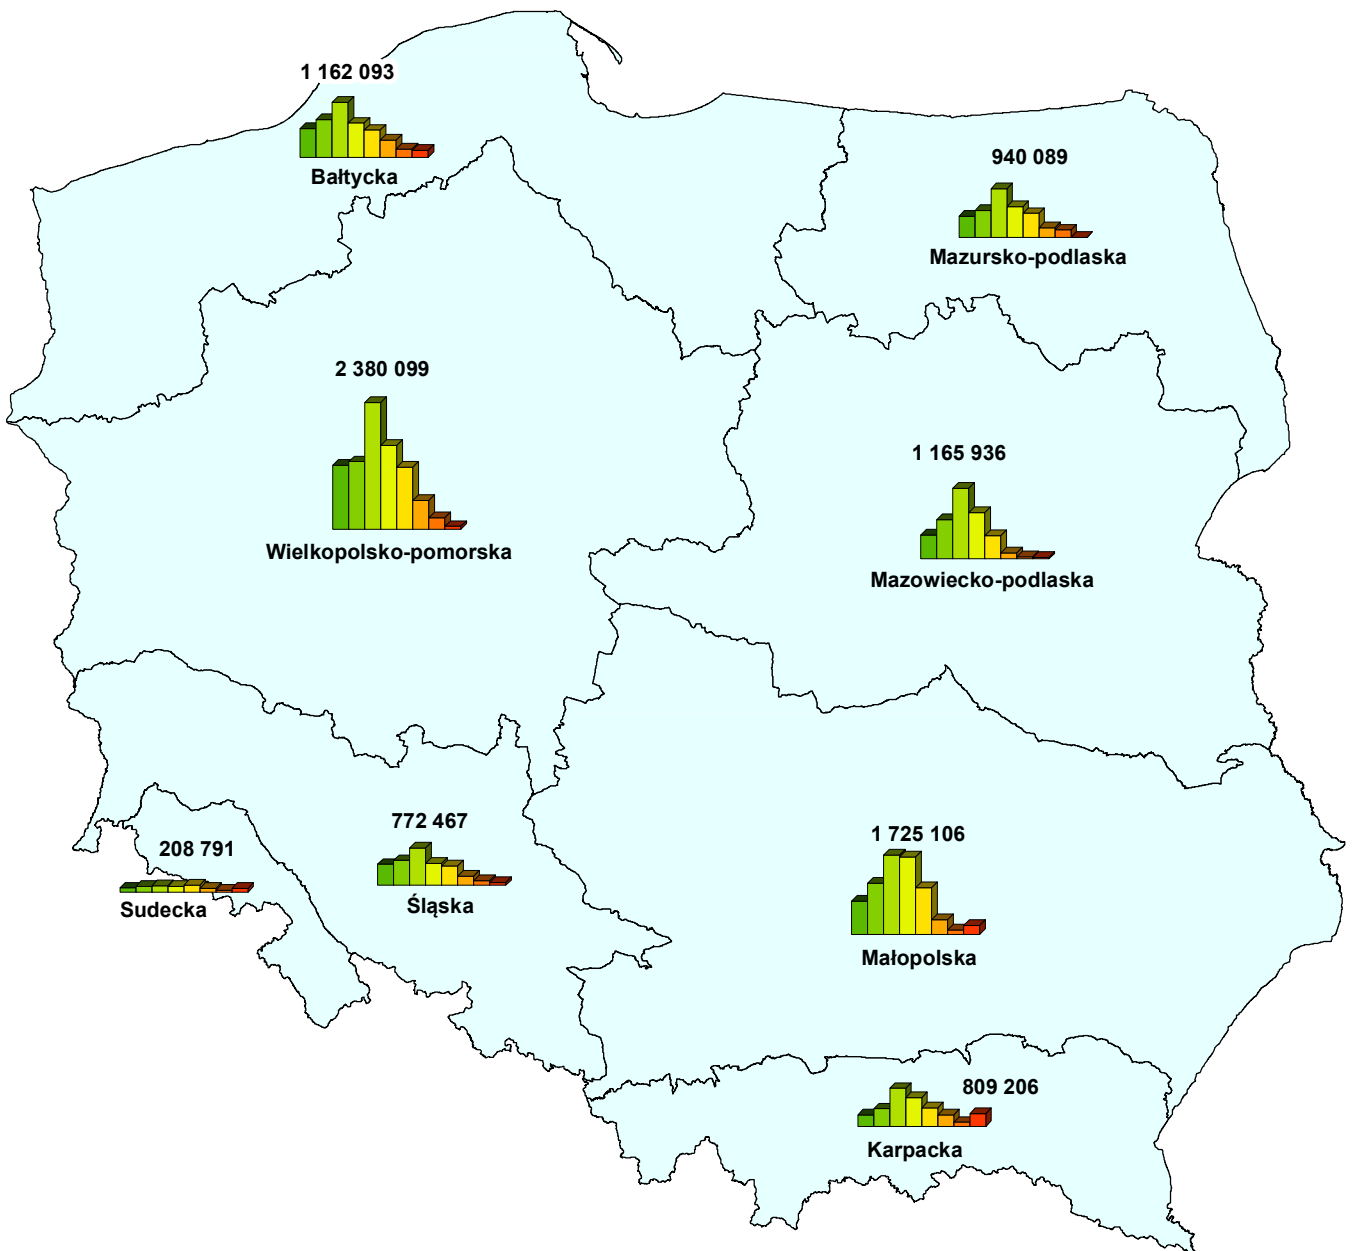 1 162 093
Bałtycka
940 089
Mazursko-podlaska
2 380 099
Wielkopolsko-pomorska
1 165 936
Mazowiecko-podlaska
208 791
Sudecka
772 467
Śląska
1 725 106
Małopolska
809 206
Karpacka